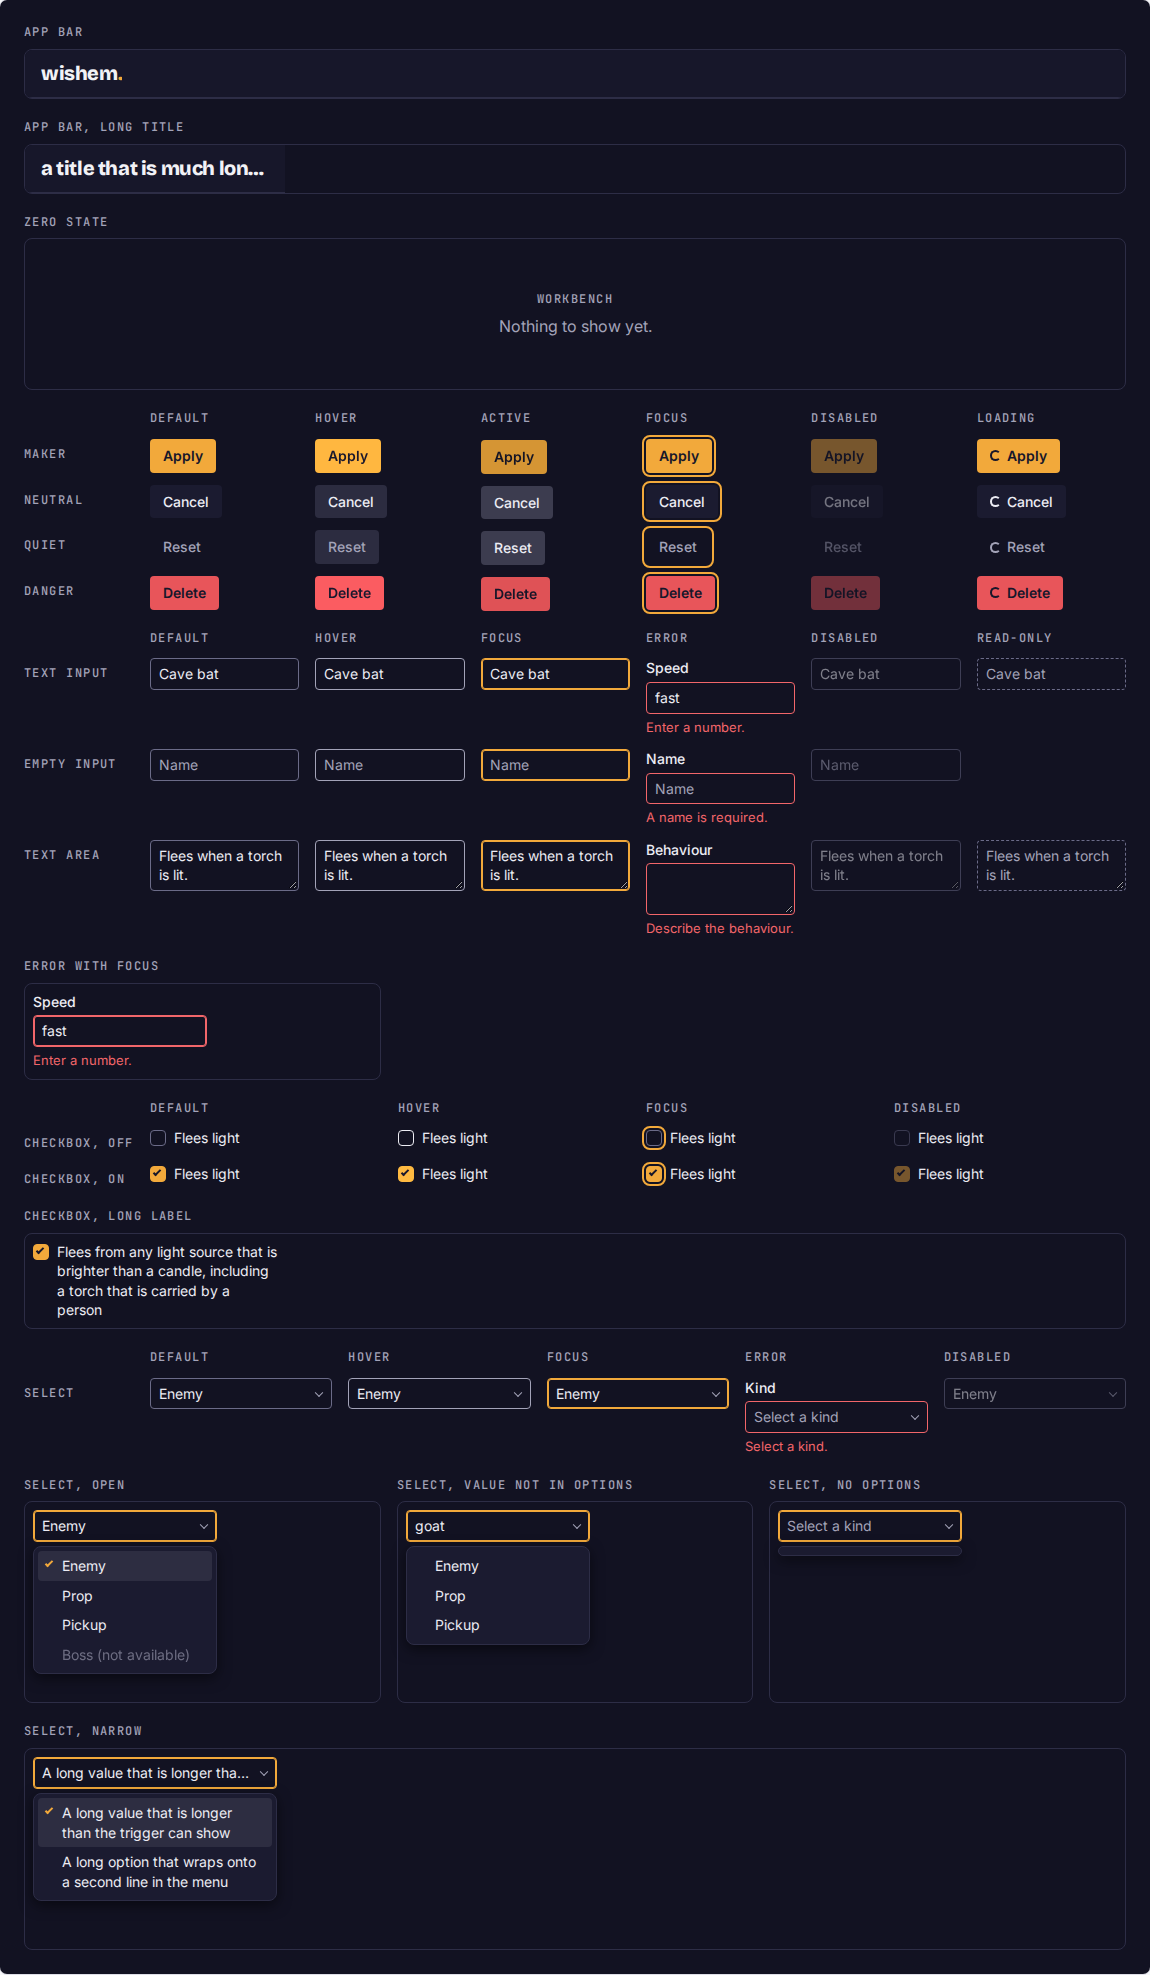 APP BAR
wishem.
APP BAR, LONG TITLE
a title that is much lon...
ZERO STATE
WORKBENCH
Nothing to show yet.
DEFAULT HOVER ACTIVE FOCUS DISABLED LOADING
MAKER Apply Apply Apply Apply Apply Apply
NEUTRAL Cancel Cancel Cancel Cancel Cancel Cancel
QUIET Reset Reset Reset Reset Reset Reset
DANGER Delete Delete Delete Delete Delete Delete
DEFAULT HOVER FOCUS ERROR DISABLED READ-ONLY
Speed
TEXT INPUT Cave bat Cave bat Cave bat fast Cave bat Cave bat
Enter a number.
Name
EMPTY INPUT Name Name Name Name Name
A name is required.
TEXT AREA Flees when a torch Flees when a torch Flees when a torch Behaviour Flees when a torch Flees when a torch
is lit. is lit. is lit. is lit. is lit.
Describe the behaviour.
ERROR WITH FOCUS
Speed
fast
Enter a number.
DEFAULT HOVER FOCUS DISABLED
CHECKBOX, OFF Flees light Flees light Flees light Flees light
CHECKBOX, ON Flees light Flees light Flees light Flees light
CHECKBOX, LONG LABEL
Flees from any light source that is
brighter than a candle, including
a torch that is carried by a
person
DEFAULT HOVER FOCUS ERROR DISABLED
SELECT Enemy Enemy Enemy Kind Enemy
Select a kind
Select a kind.
SELECT, OPEN SELECT, VALUE NOT IN OPTIONS SELECT, NO OPTIONS
Enemy goat Select a kind
Enemy Enemy
Prop Prop
Pickup Pickup
Boss (not available)
SELECT, NARROW
A long value that is longer tha...
A long value that is longer
than the trigger can show
A long option that wraps onto
a second line in the menu